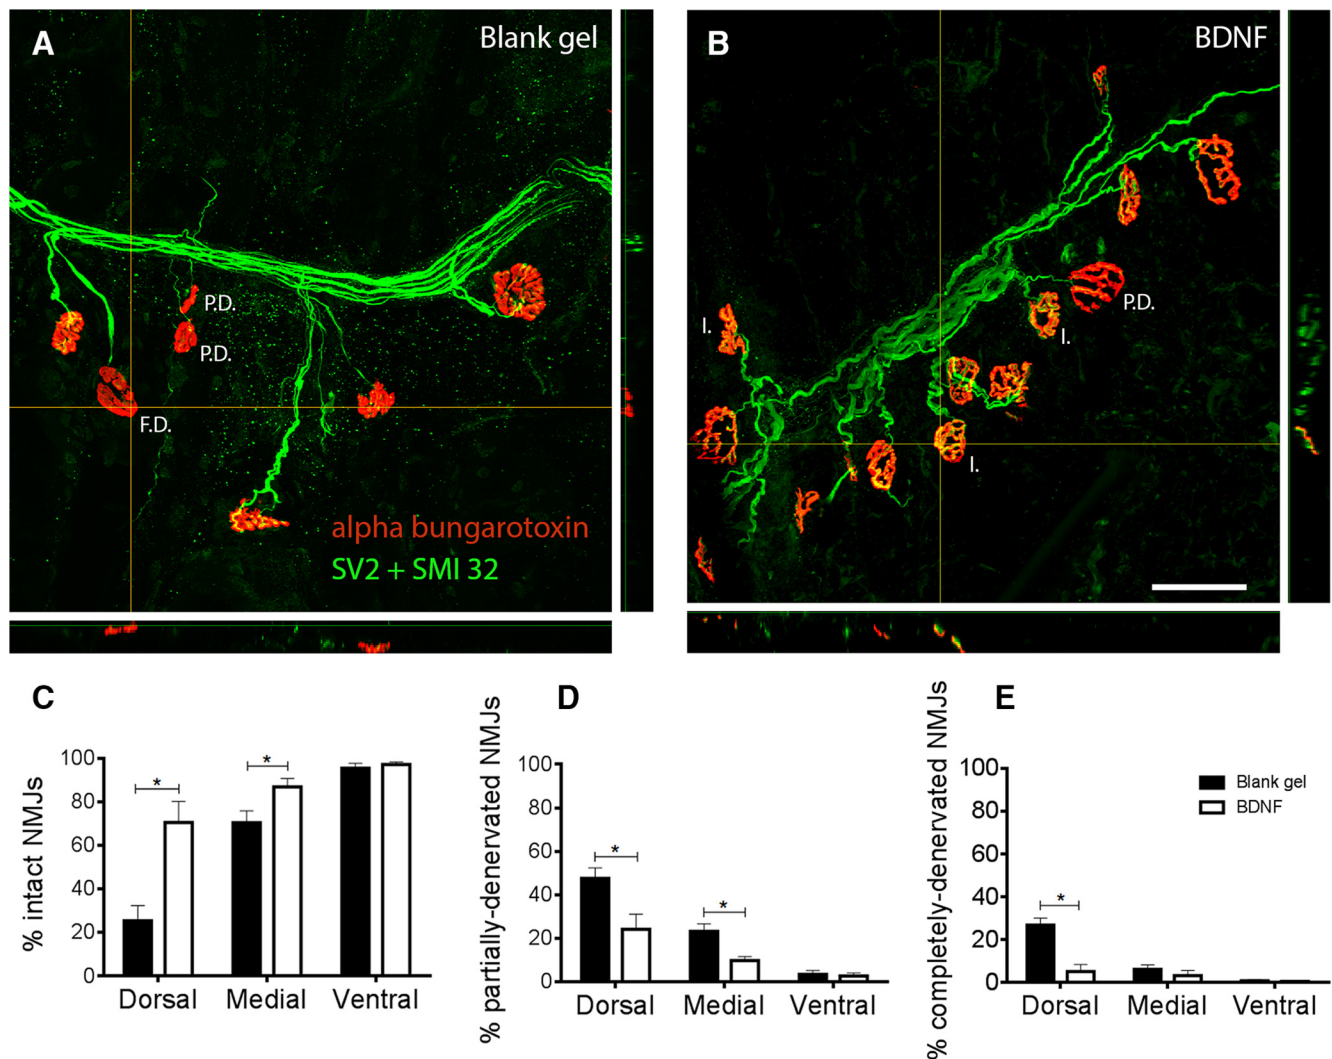 A
Blank gel
P.D.
P.D.
F.D.
alpha bungarotoxin
SV2 + SMI 32
B
BDNF
I.
P.D.
I.
I.
C
% intact NMJs
100
80
60
40
20
0
*
*
Dorsal
Medial
Ventral
D
% partially-denervated NMJs
100
80
60
40
20
0
*
*
Dorsal
Medial
Ventral
E
% completely-denervated NMJs
100
80
60
40
20
0
*
Blank gel
BDNF
Dorsal
Medial
Ventral